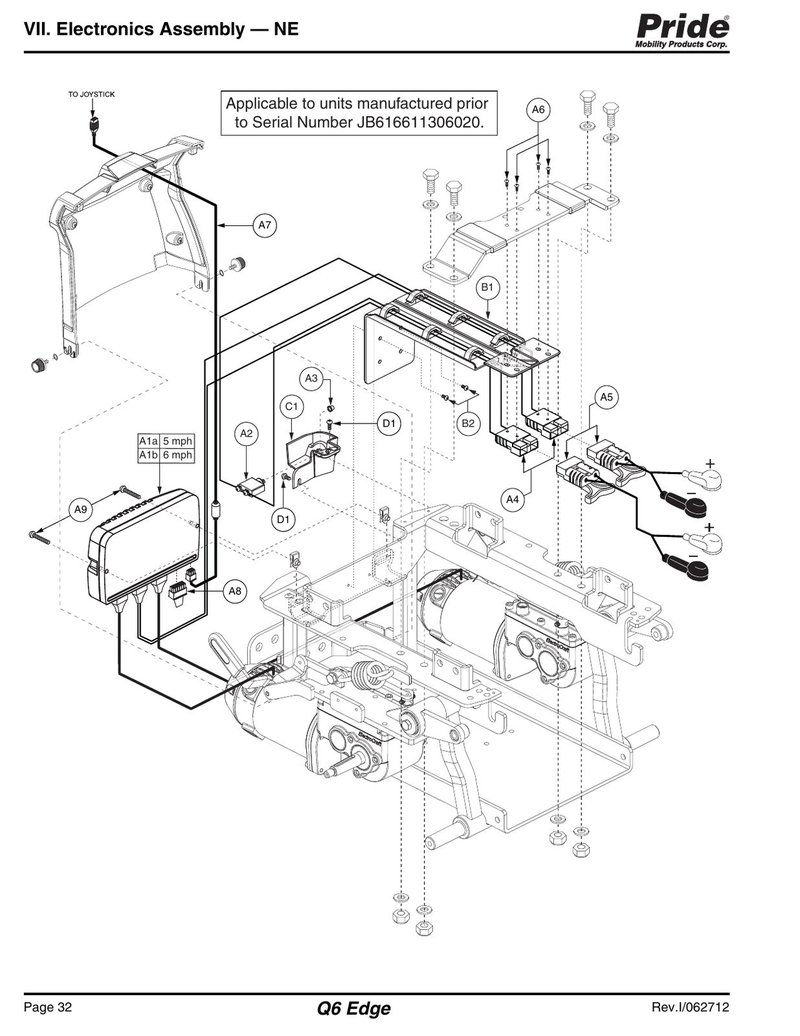 VII. Electronics Assembly — NE
Pride®
Mobility Products Corp.
TO JOYSTICK
Applicable to units manufactured prior
to Serial Number JB616611306020.
A6
A7
B1
A3
C1
A5
D1
B2
A2
A1a 5 mph
A1b 6 mph
+
A4
−
A9
D1
+
−
A8
Page 32
Q6 Edge
Rev.I/062712